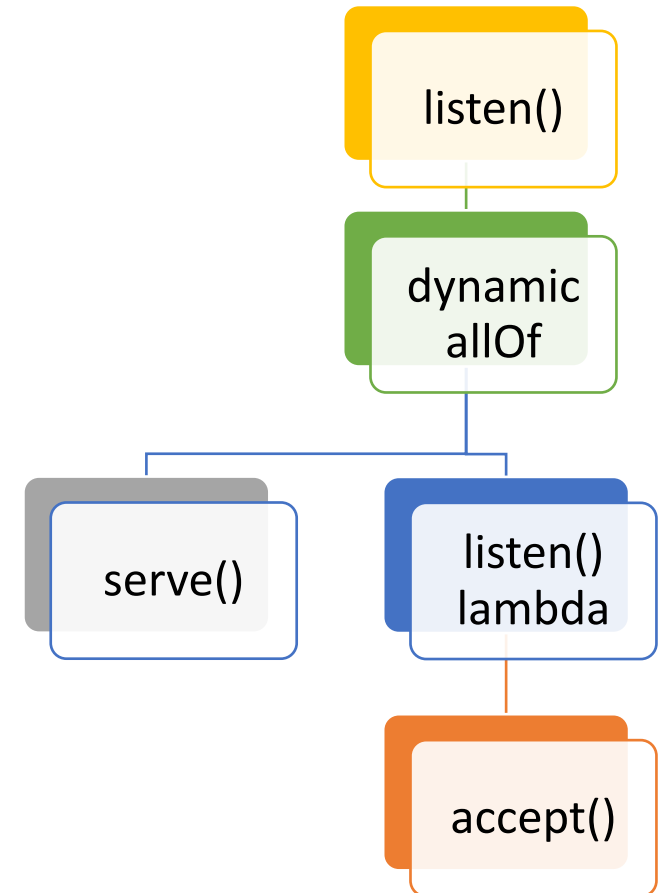 listen()
dynamic
allOf
serve()
listen()
lambda
accept()